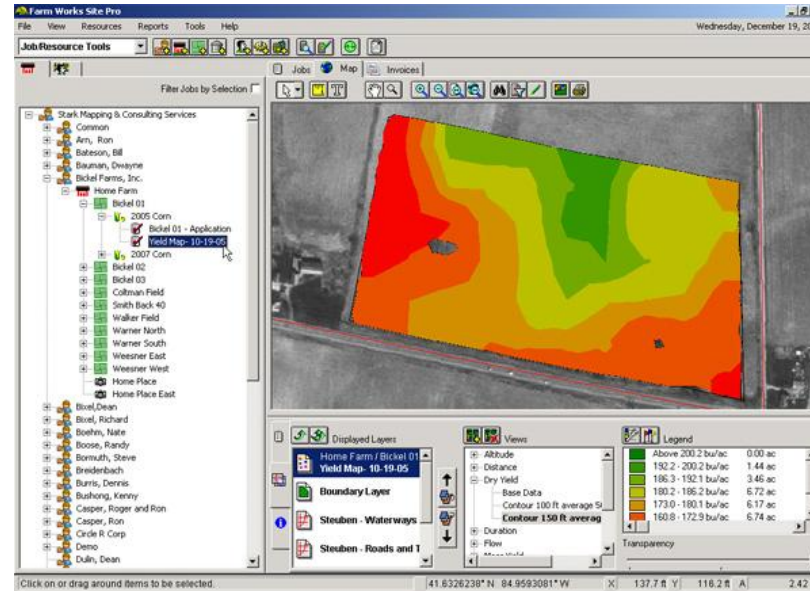 Farm Works Site Pro
File View Resources Reports Tools Help
Wednesday, December 19, 20
Job/Resource Tools
Jobs Map Invoices
Filter Jobs by Selection
Stark Mapping & Consulting Services
Common
Arn, Ron
Bateson, Bill
Bauman, Dwayne
Bickel Farms, Inc.
Home Farm
Bickel 01
2005 Corn
Bickel 01 - Application
Yield Map- 10-19-05
2007 Corn
Bickel 02
Bickel 03
Coltman Field
Smith Back 40
Walker Field
Warner North
Warner South
Weesner East
Weesner West
Home Place
Home Place East
Bixel,Dean
Bixel, Richard
Boehm, Nate
Boose, Randy
Bormuth, Steve
Breidenbach
Burris, Dennis
Bushong, Kenny
Casper, Roger and Ron
Casper, Ron
Circle R Corp
Demo
Dulin, Dean
Displayed Layers
Home Farm / Bickel 01
Yield Map- 10-19-05
Boundary Layer
Steuben - Waterways
Steuben - Roads and T
Views
Altitude
Distance
Dry Yield
Base Data
Contour 100 ft average 5
Contour 150 ft averag
Duration
Flow
Legend
Above 200.2 bu/ac 0.00 ac
192.2 - 200.2 bu/ac 1.44 ac
186.3 - 192.1 bu/ac 3.46 ac
180.2 - 186.2 bu/ac 6.72 ac
173.0 - 180.1 bu/ac 6.17 ac
160.8 - 172.9 bu/ac 6.74 ac
Transparency
Click on or drag around items to be selected.
41.6326238° N 84.9593081° W X 137.7 ft Y 116.2 ft A 2.42